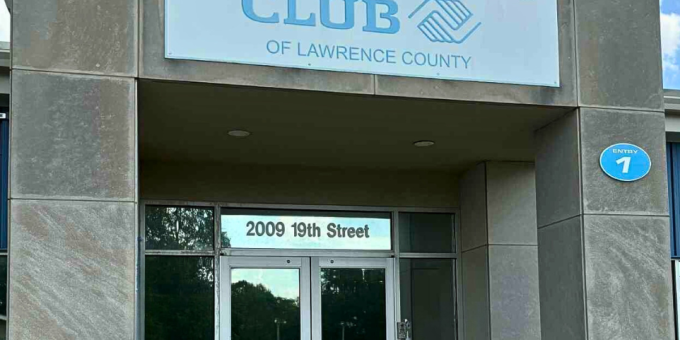 CLUB
OF LAWRENCE COUNTY
ENTRY
1
2009 19th Street